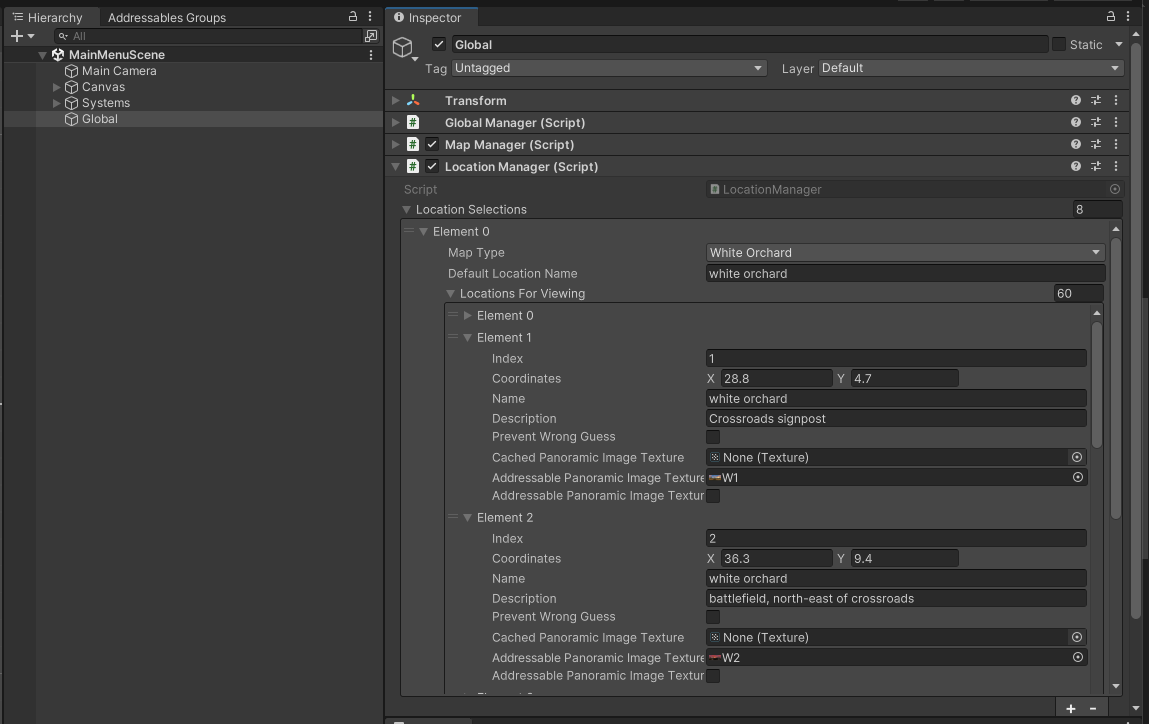 Hierarchy
Addressables Groups
All
MainMenuScene
Main Camera
Canvas
Systems
Global
Inspector
Global
Static
Tag Untagged Layer Default
Transform
Global Manager (Script)
Map Manager (Script)
Location Manager (Script)
Script LocationManager
Location Selections 8
Element 0
Map Type White Orchard
Default Location Name white orchard
Locations For Viewing 60
Element 0
Element 1
Index 1
Coordinates X 28.8 Y 4.7
Name white orchard
Description Crossroads signpost
Prevent Wrong Guess
Cached Panoramic Image Texture None (Texture)
Addressable Panoramic Image Texture W1
Addressable Panoramic Image Textur
Element 2
Index 2
Coordinates X 36.3 Y 9.4
Name white orchard
Description battlefield, north-east of crossroads
Prevent Wrong Guess
Cached Panoramic Image Texture None (Texture)
Addressable Panoramic Image Texture W2
Addressable Panoramic Image Textur